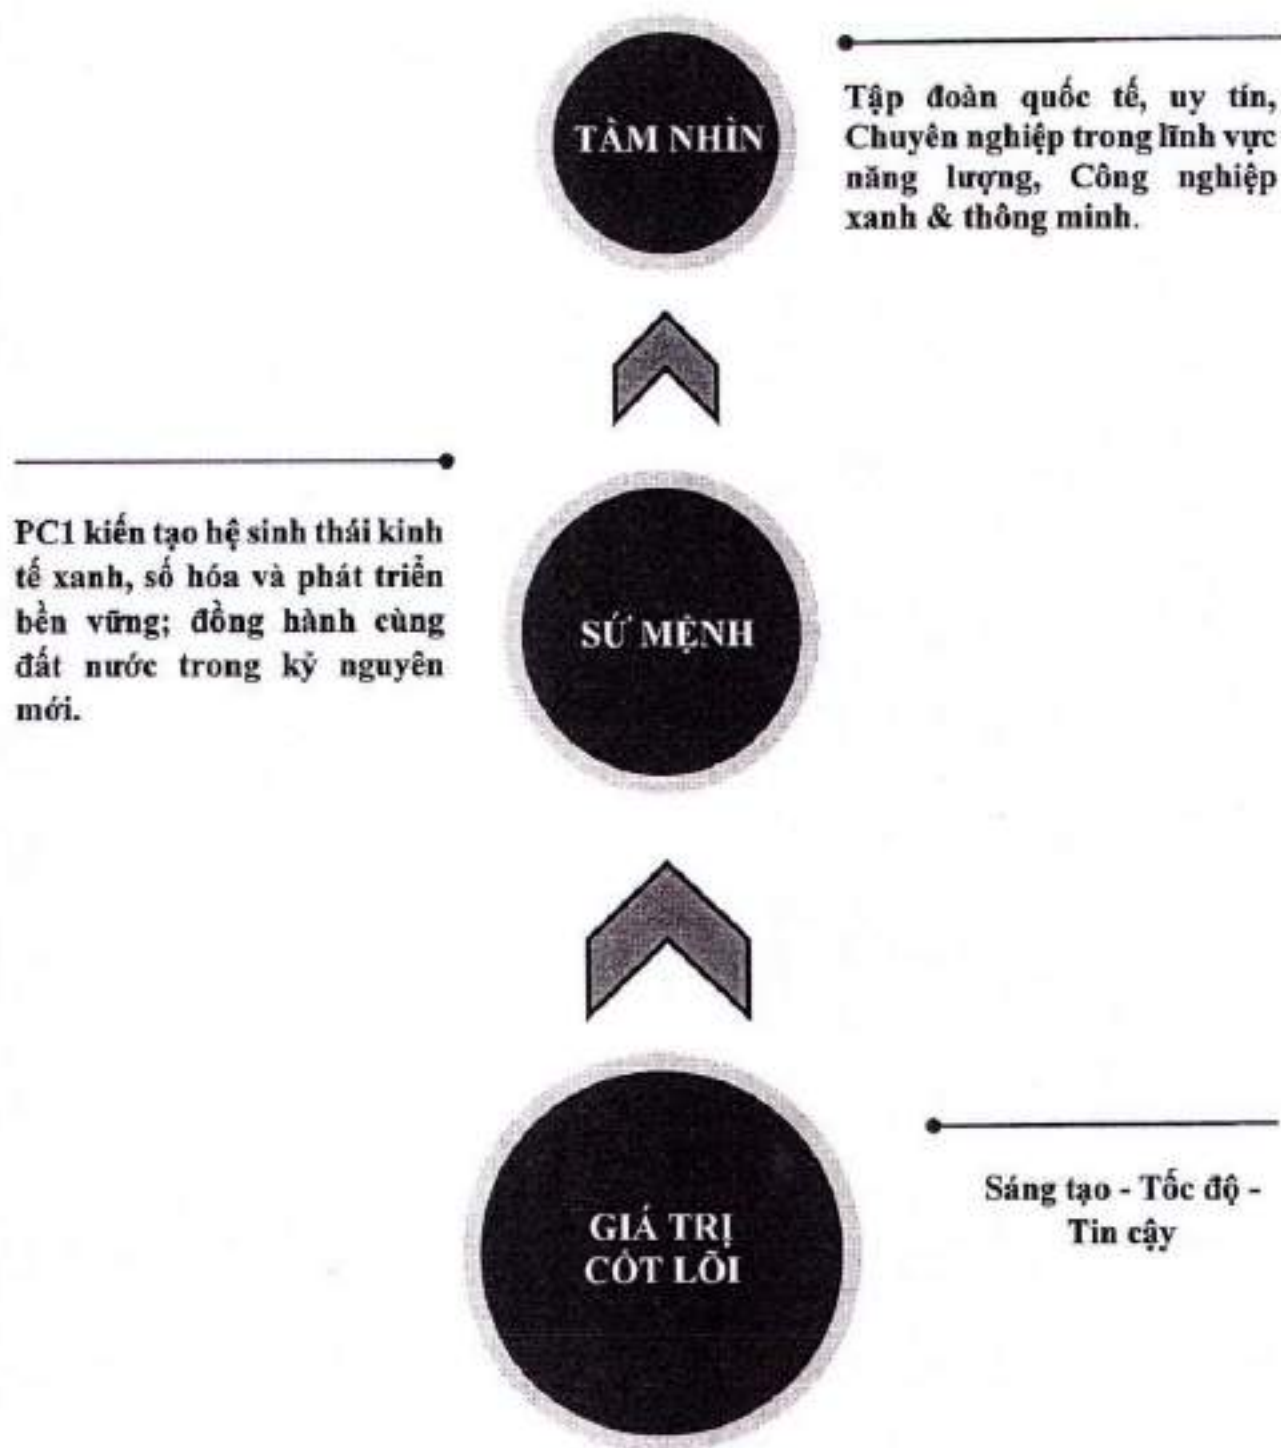 TẦM NHÌN
Tập đoàn quốc tế, uy tín,
Chuyên nghiệp trong lĩnh vực
năng lượng, Công nghiệp
xanh & thông minh.
PC1 kiến tạo hệ sinh thái kinh
tế xanh, số hóa và phát triển
bền vững; đồng hành cùng
đất nước trong kỷ nguyên
mới.
SỨ MỆNH
GIÁ TRỊ
CỐT LÕI
Sáng tạo - Tốc độ -
Tin cậy